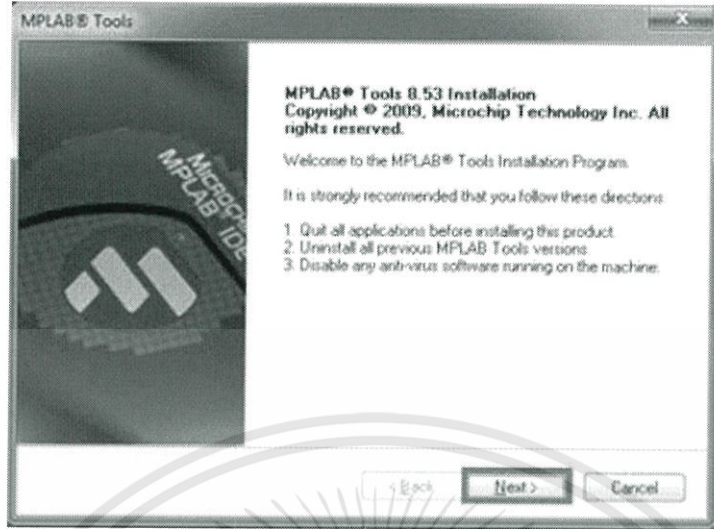 MPLAB® Tools
MPLAB® Tools 8.53 Installation
Copyright © 2009, Microchip Technology Inc. All
rights reserved.
Welcome to the MPLAB® Tools Installation Program.
It is strongly recommended that you follow these directions:
1. Quit all applications before installing this product.
2. Uninstall all previous MPLAB Tools versions.
3. Disable any anti-virus software running on the machine.
MICROCHIP
MPLAB IDE
< Back
Next >
Cancel